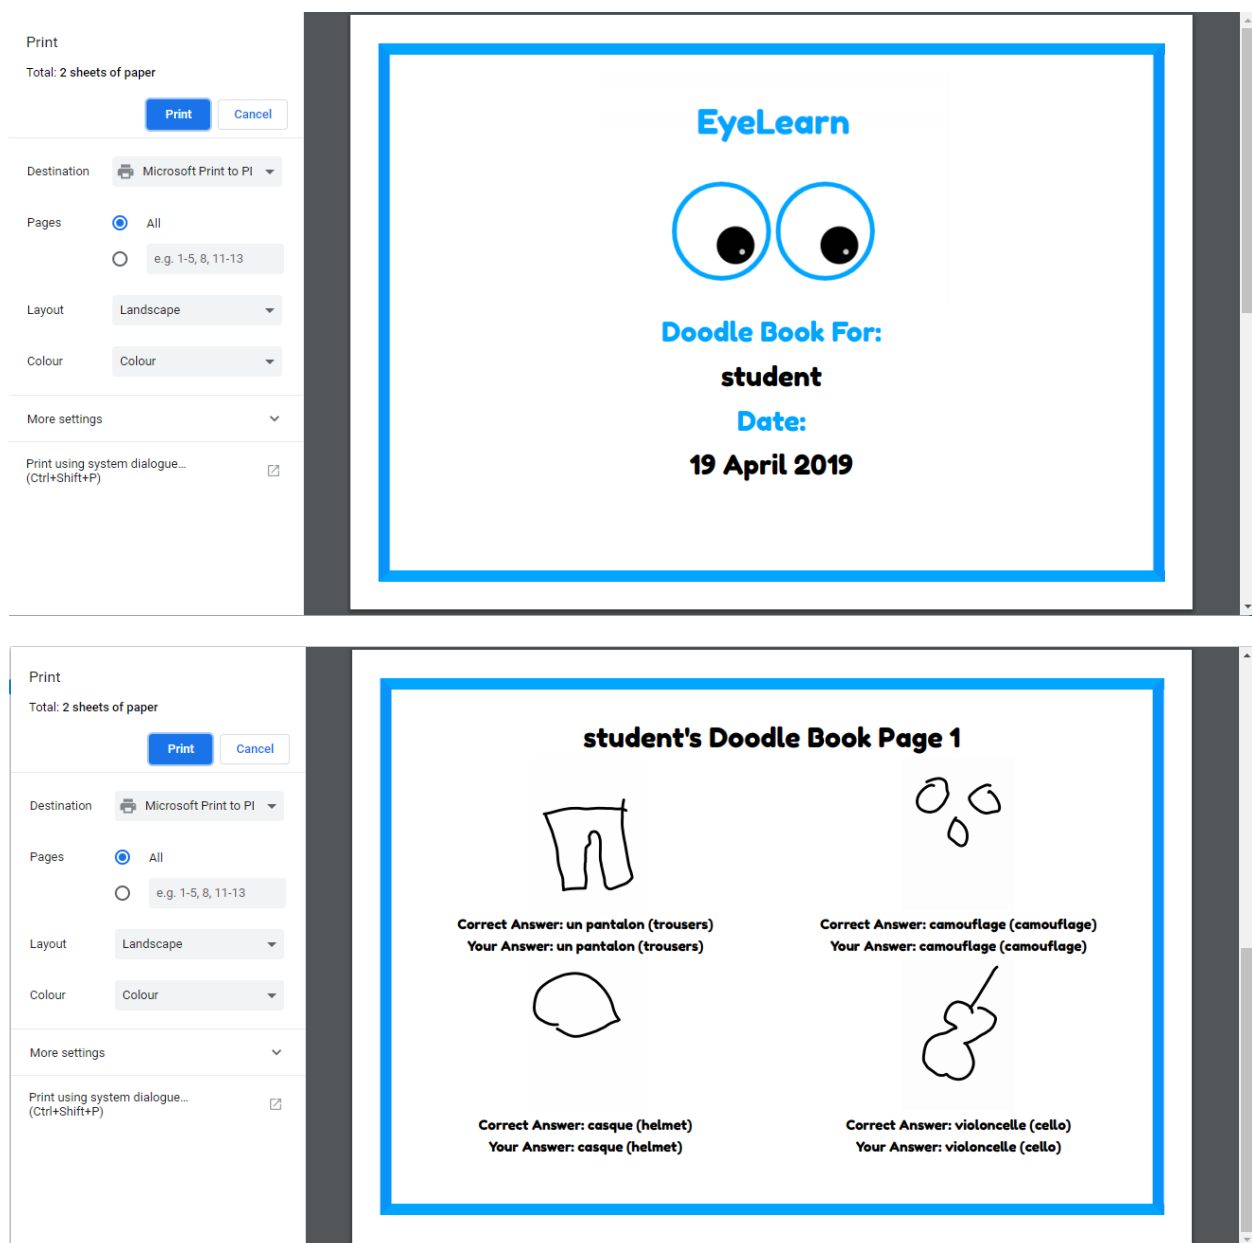 Print
Total: 2 sheets of paper
Print Cancel
Destination Microsoft Print to PI
Pages All
e.g. 1-5, 8, 11-13
Layout Landscape
Colour Colour
More settings
Print using system dialogue...
(Ctrl+Shift+P)
EyeLearn
Doodle Book For:
student
Date:
19 April 2019
Print
Total: 2 sheets of paper
Print Cancel
Destination Microsoft Print to PI
Pages All
e.g. 1-5, 8, 11-13
Layout Landscape
Colour Colour
More settings
Print using system dialogue...
(Ctrl+Shift+P)
student's Doodle Book Page 1
Correct Answer: un pantalon (trousers)
Your Answer: un pantalon (trousers)
Correct Answer: camouflage (camouflage)
Your Answer: camouflage (camouflage)
Correct Answer: casque (helmet)
Your Answer: casque (helmet)
Correct Answer: violoncelle (cello)
Your Answer: violoncelle (cello)